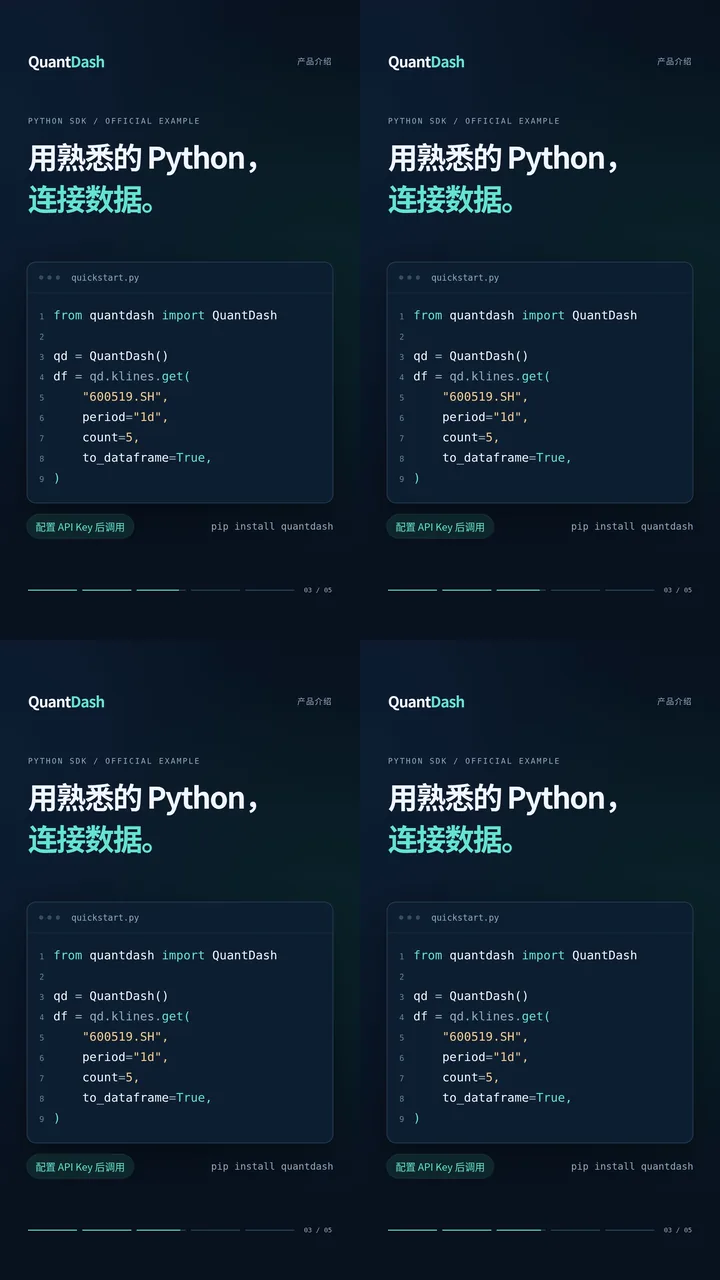 QuantDash
产品介绍
PYTHON SDK / OFFICIAL EXAMPLE
用熟悉的 Python，
连接数据。
quickstart.py
1 from quantdash import QuantDash
2
3 qd = QuantDash()
4 df = qd.klines.get(
5     "600519.SH",
6     period="1d",
7     count=5,
8     to_dataframe=True,
9 )
配置 API Key 后调用
pip install quantdash
03 / 05
QuantDash
产品介绍
PYTHON SDK / OFFICIAL EXAMPLE
用熟悉的 Python，
连接数据。
quickstart.py
1 from quantdash import QuantDash
2
3 qd = QuantDash()
4 df = qd.klines.get(
5     "600519.SH",
6     period="1d",
7     count=5,
8     to_dataframe=True,
9 )
配置 API Key 后调用
pip install quantdash
03 / 05
QuantDash
产品介绍
PYTHON SDK / OFFICIAL EXAMPLE
用熟悉的 Python，
连接数据。
quickstart.py
1 from quantdash import QuantDash
2
3 qd = QuantDash()
4 df = qd.klines.get(
5     "600519.SH",
6     period="1d",
7     count=5,
8     to_dataframe=True,
9 )
配置 API Key 后调用
pip install quantdash
03 / 05
QuantDash
产品介绍
PYTHON SDK / OFFICIAL EXAMPLE
用熟悉的 Python，
连接数据。
quickstart.py
1 from quantdash import QuantDash
2
3 qd = QuantDash()
4 df = qd.klines.get(
5     "600519.SH",
6     period="1d",
7     count=5,
8     to_dataframe=True,
9 )
配置 API Key 后调用
pip install quantdash
03 / 05